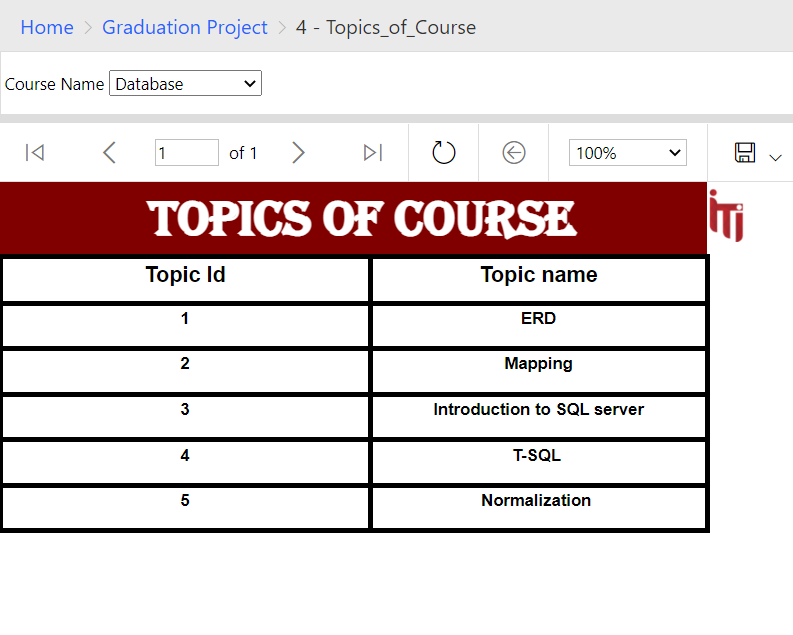 Home > Graduation Project > 4 - Topics_of_Course
Course Name Database
1 of 1 100%
TOPICS OF COURSE iTi
Topic Id Topic name
1 ERD
2 Mapping
3 Introduction to SQL server
4 T-SQL
5 Normalization